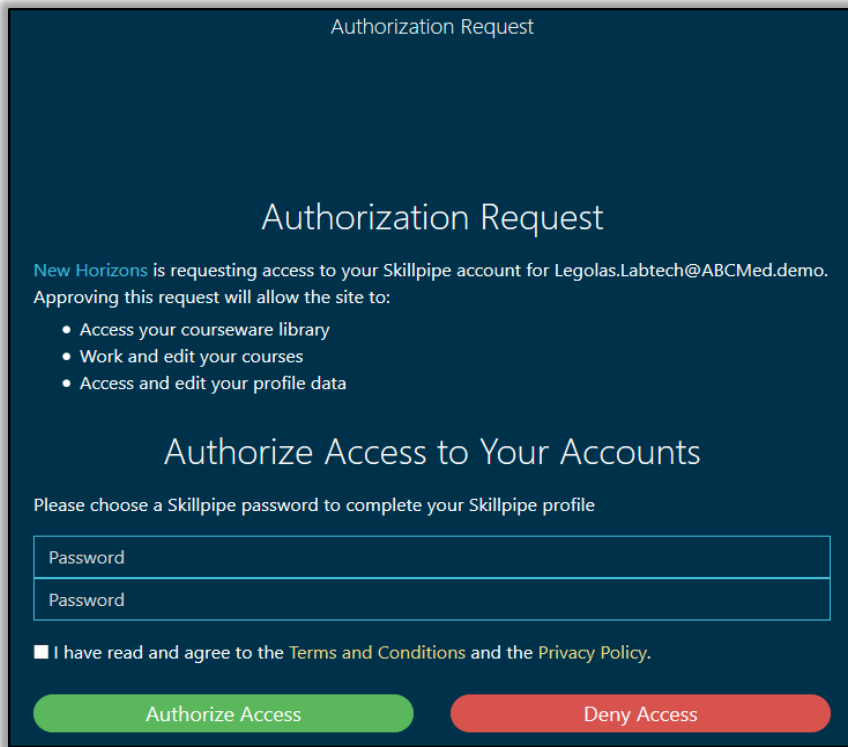 Authorization Request
Authorization Request
New Horizons is requesting access to your Skillpipe account for Legolas.Labtech@ABCMed.demo.
Approving this request will allow the site to:
• Access your courseware library
• Work and edit your courses
• Access and edit your profile data
Authorize Access to Your Accounts
Please choose a Skillpipe password to complete your Skillpipe profile
Password
Password
I have read and agree to the Terms and Conditions and the Privacy Policy.
Authorize Access Deny Access